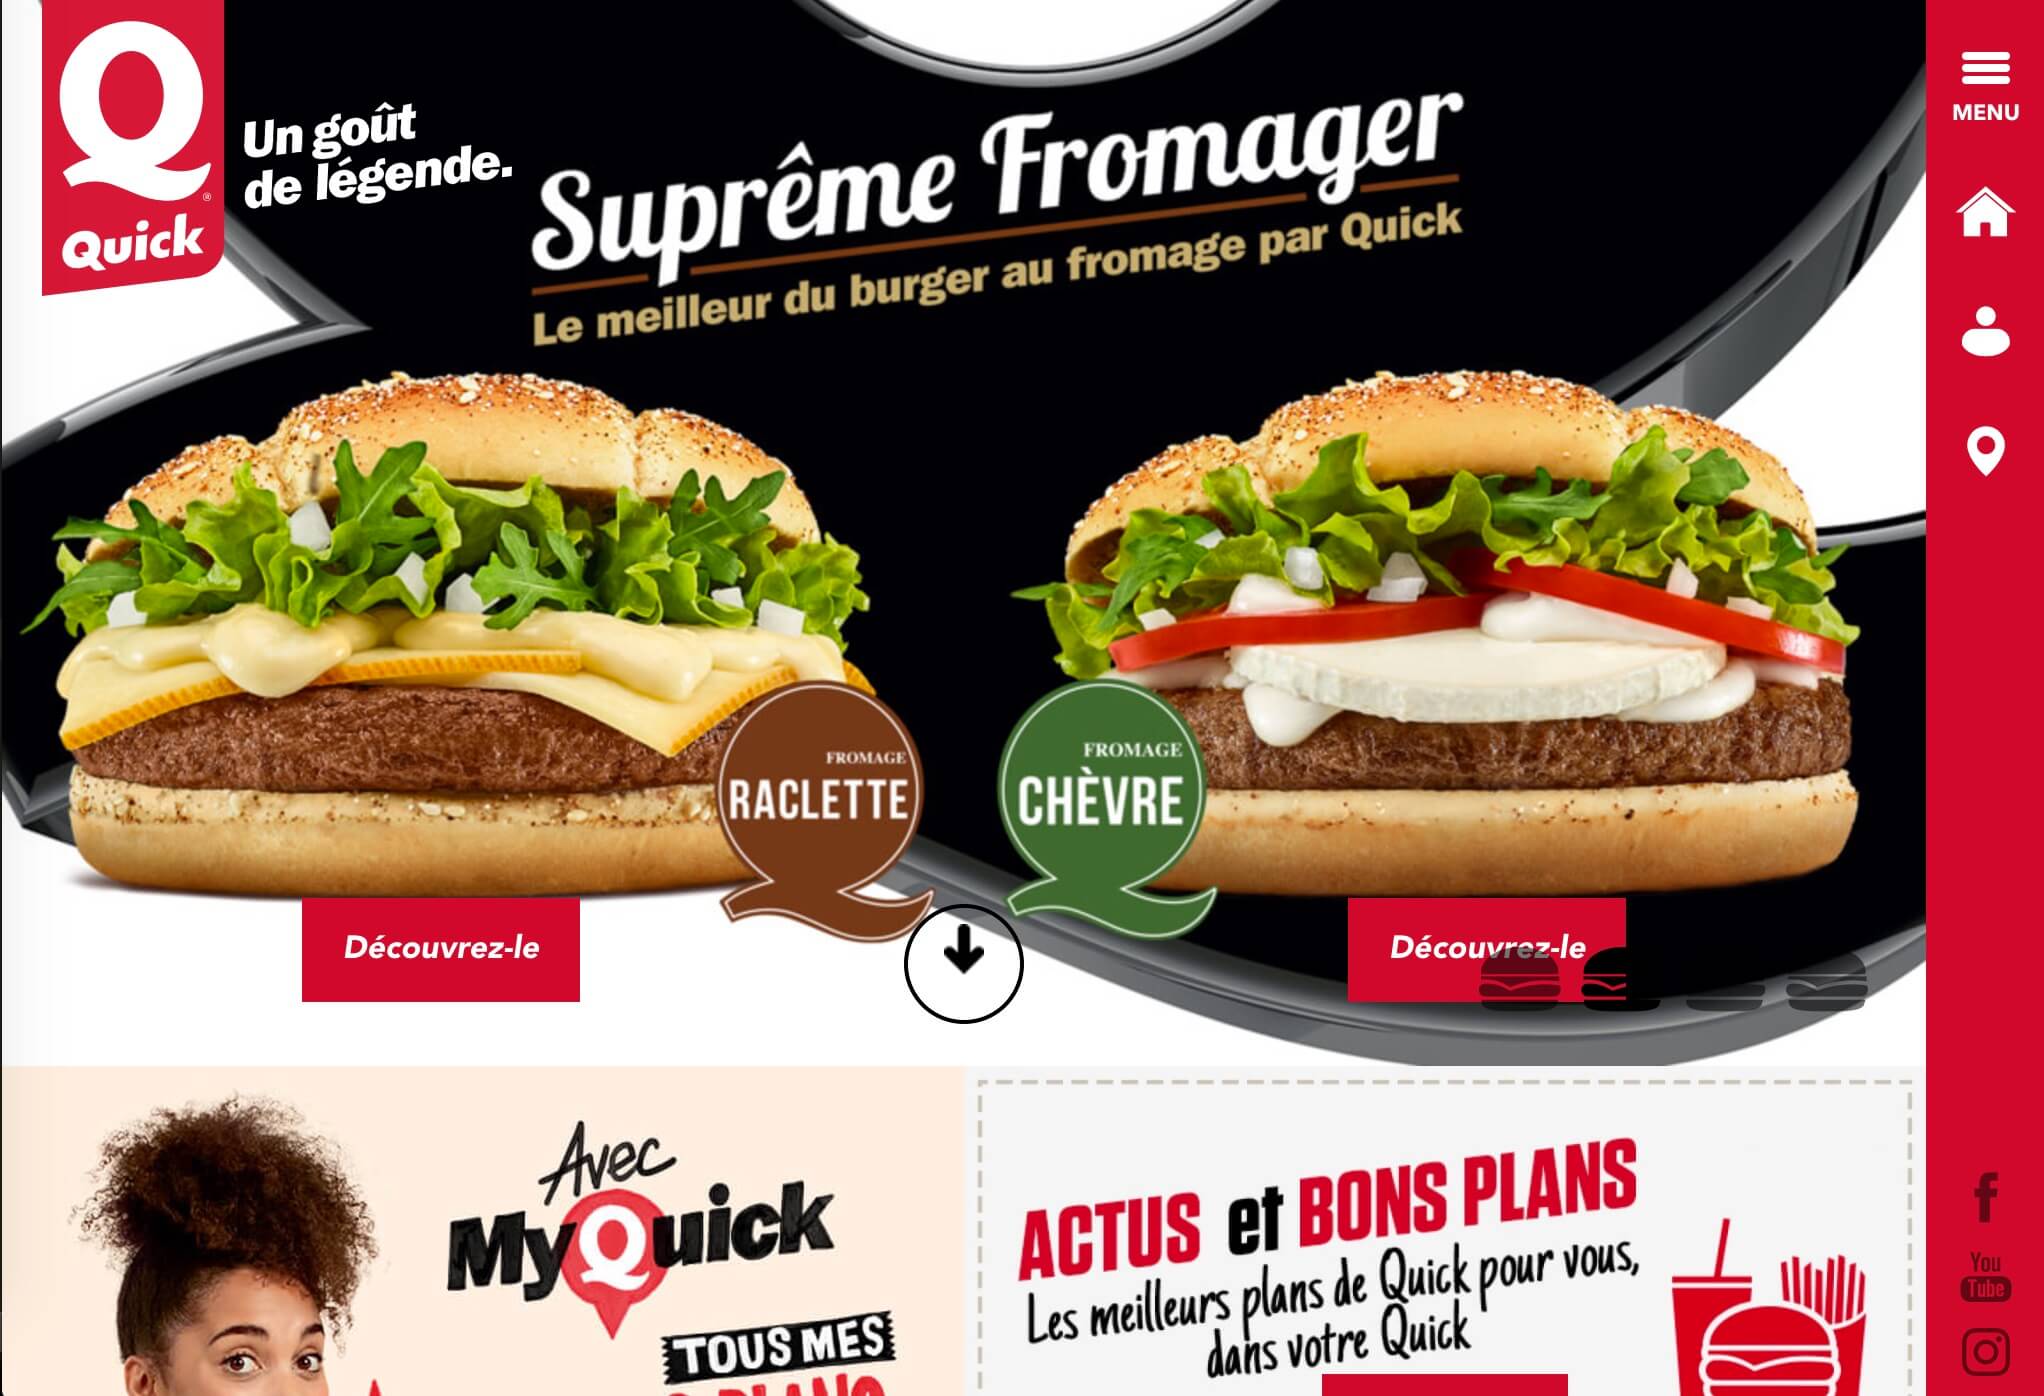 Quick
Un goût
de légende.
Suprême Fromager
Le meilleur du burger au fromage par Quick
MENU
FROMAGE
RACLETTE
FROMAGE
CHÈVRE
Découvrez-le
Découvrez-le
Avec
MyQuick
TOUS MES
ACTUS et BONS PLANS
Les meilleurs plans de Quick pour vous,
dans votre Quick
You
Tube